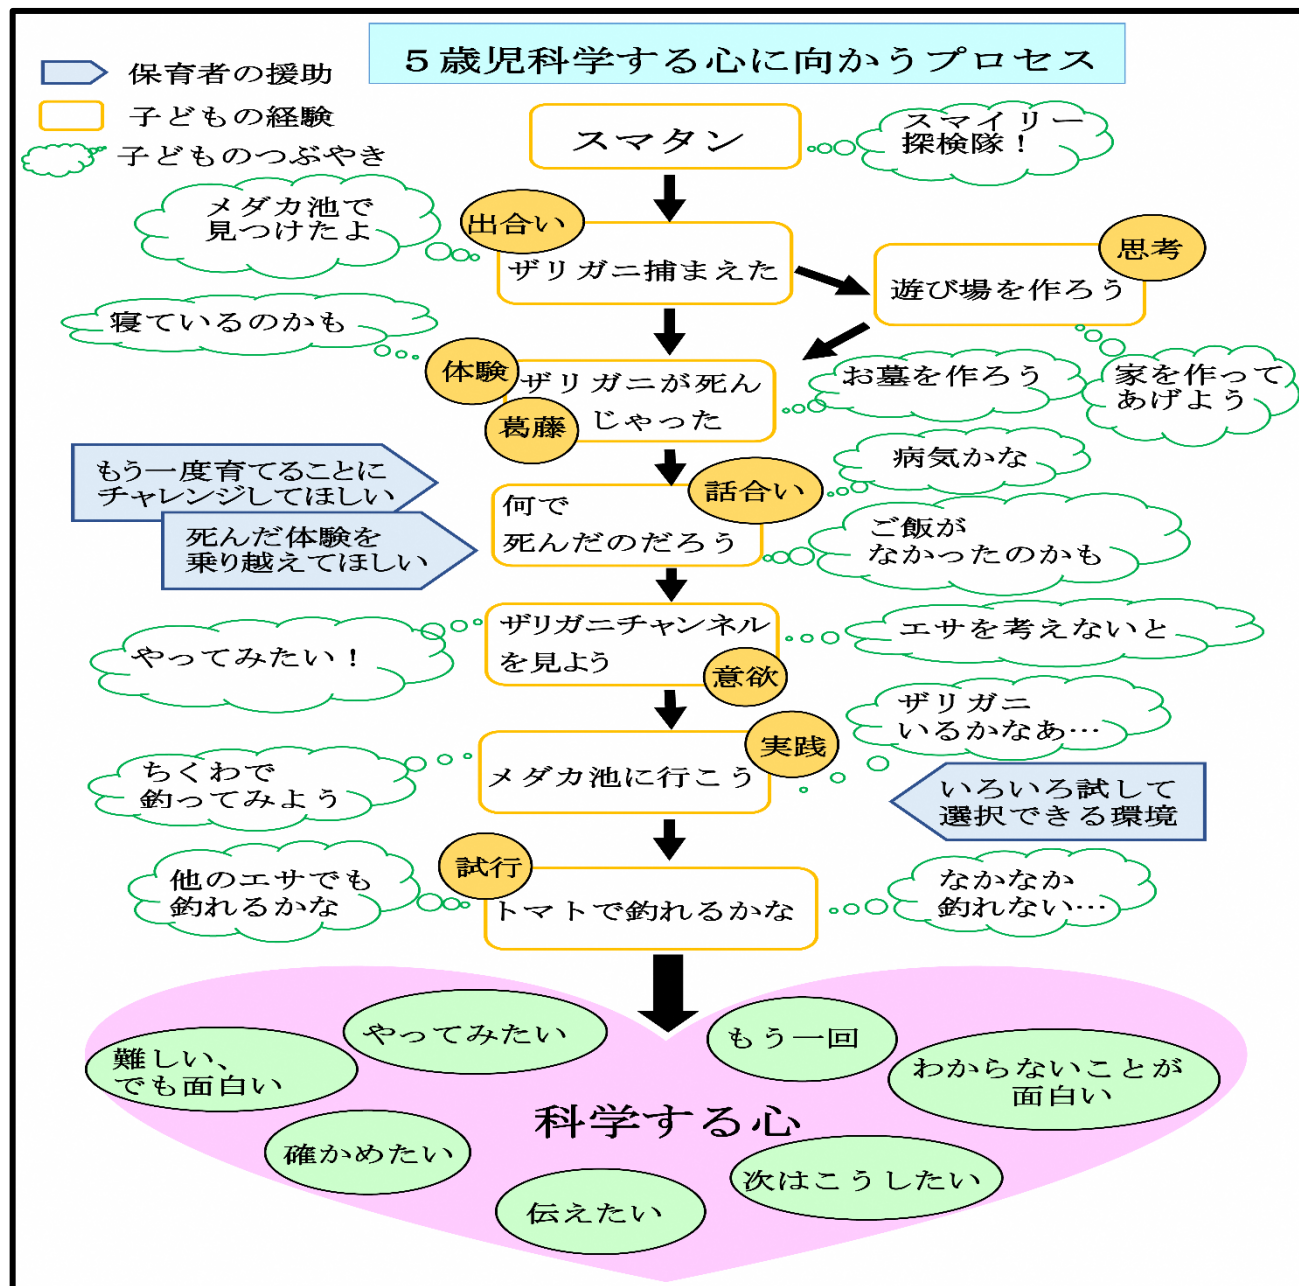 5歳児科学する心に向かうプロセス
保育者の援助
子どもの経験
子どものつぶやき
スマタン
スマイリー
探検隊！
メダカ池で
見つけたよ
出合い
ザリガニ捕まえた
思考
遊び場を作ろう
寝ているのかも
体験
葛藤
ザリガニが死ん
じゃった
お墓を作ろう
家を作って
あげよう
もう一度育てることに
チャレンジしてほしい
死んだ体験を
乗り越えてほしい
話合い
何で
死んだのだろう
病気かな
ご飯が
なかったのかも
やってみたい！
ザリガニチャンネル
を見よう
意欲
エサを考えないと
ザリガニ
いるかなあ…
実践
メダカ池に行こう
ちくわで
釣ってみよう
いろいろ試して
選択できる環境
試行
トマトで釣れるかな
他のエサでも
釣れるかな
なかなか
釣れない…
やってみたい
もう一回
難しい、
でも面白い
わからないことが
面白い
科学する心
確かめたい
次はこうしたい
伝えたい